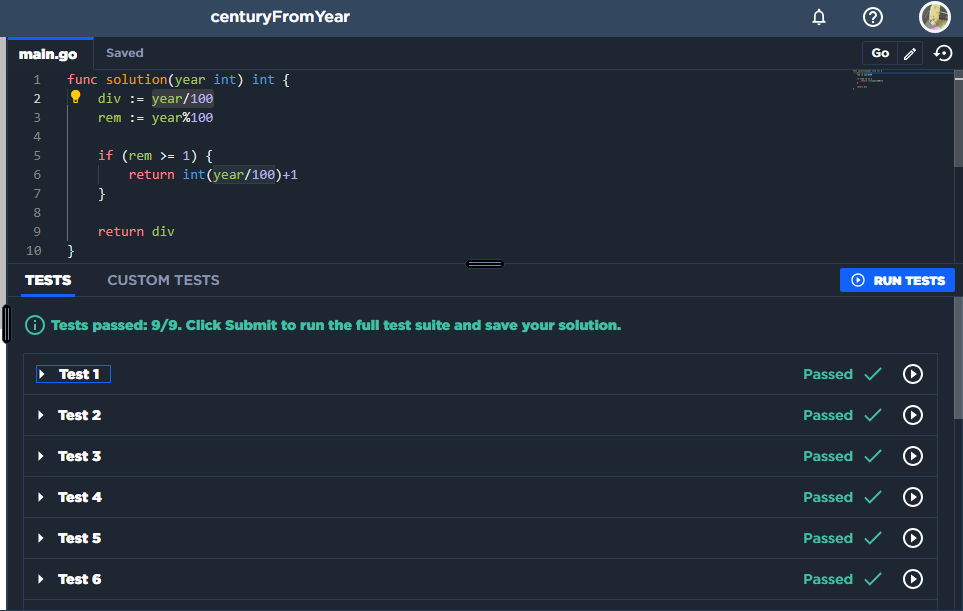 centuryFromYear
main.go Saved Go
1 func solution(year int) int {
2 div := year/100
3 rem := year%100
4
5 if (rem >= 1) {
6 return int(year/100)+1
7 }
8
9 return div
10 }
TESTS CUSTOM TESTS RUN TESTS
Tests passed: 9/9. Click Submit to run the full test suite and save your solution.
Test 1 Passed
Test 2 Passed
Test 3 Passed
Test 4 Passed
Test 5 Passed
Test 6 Passed